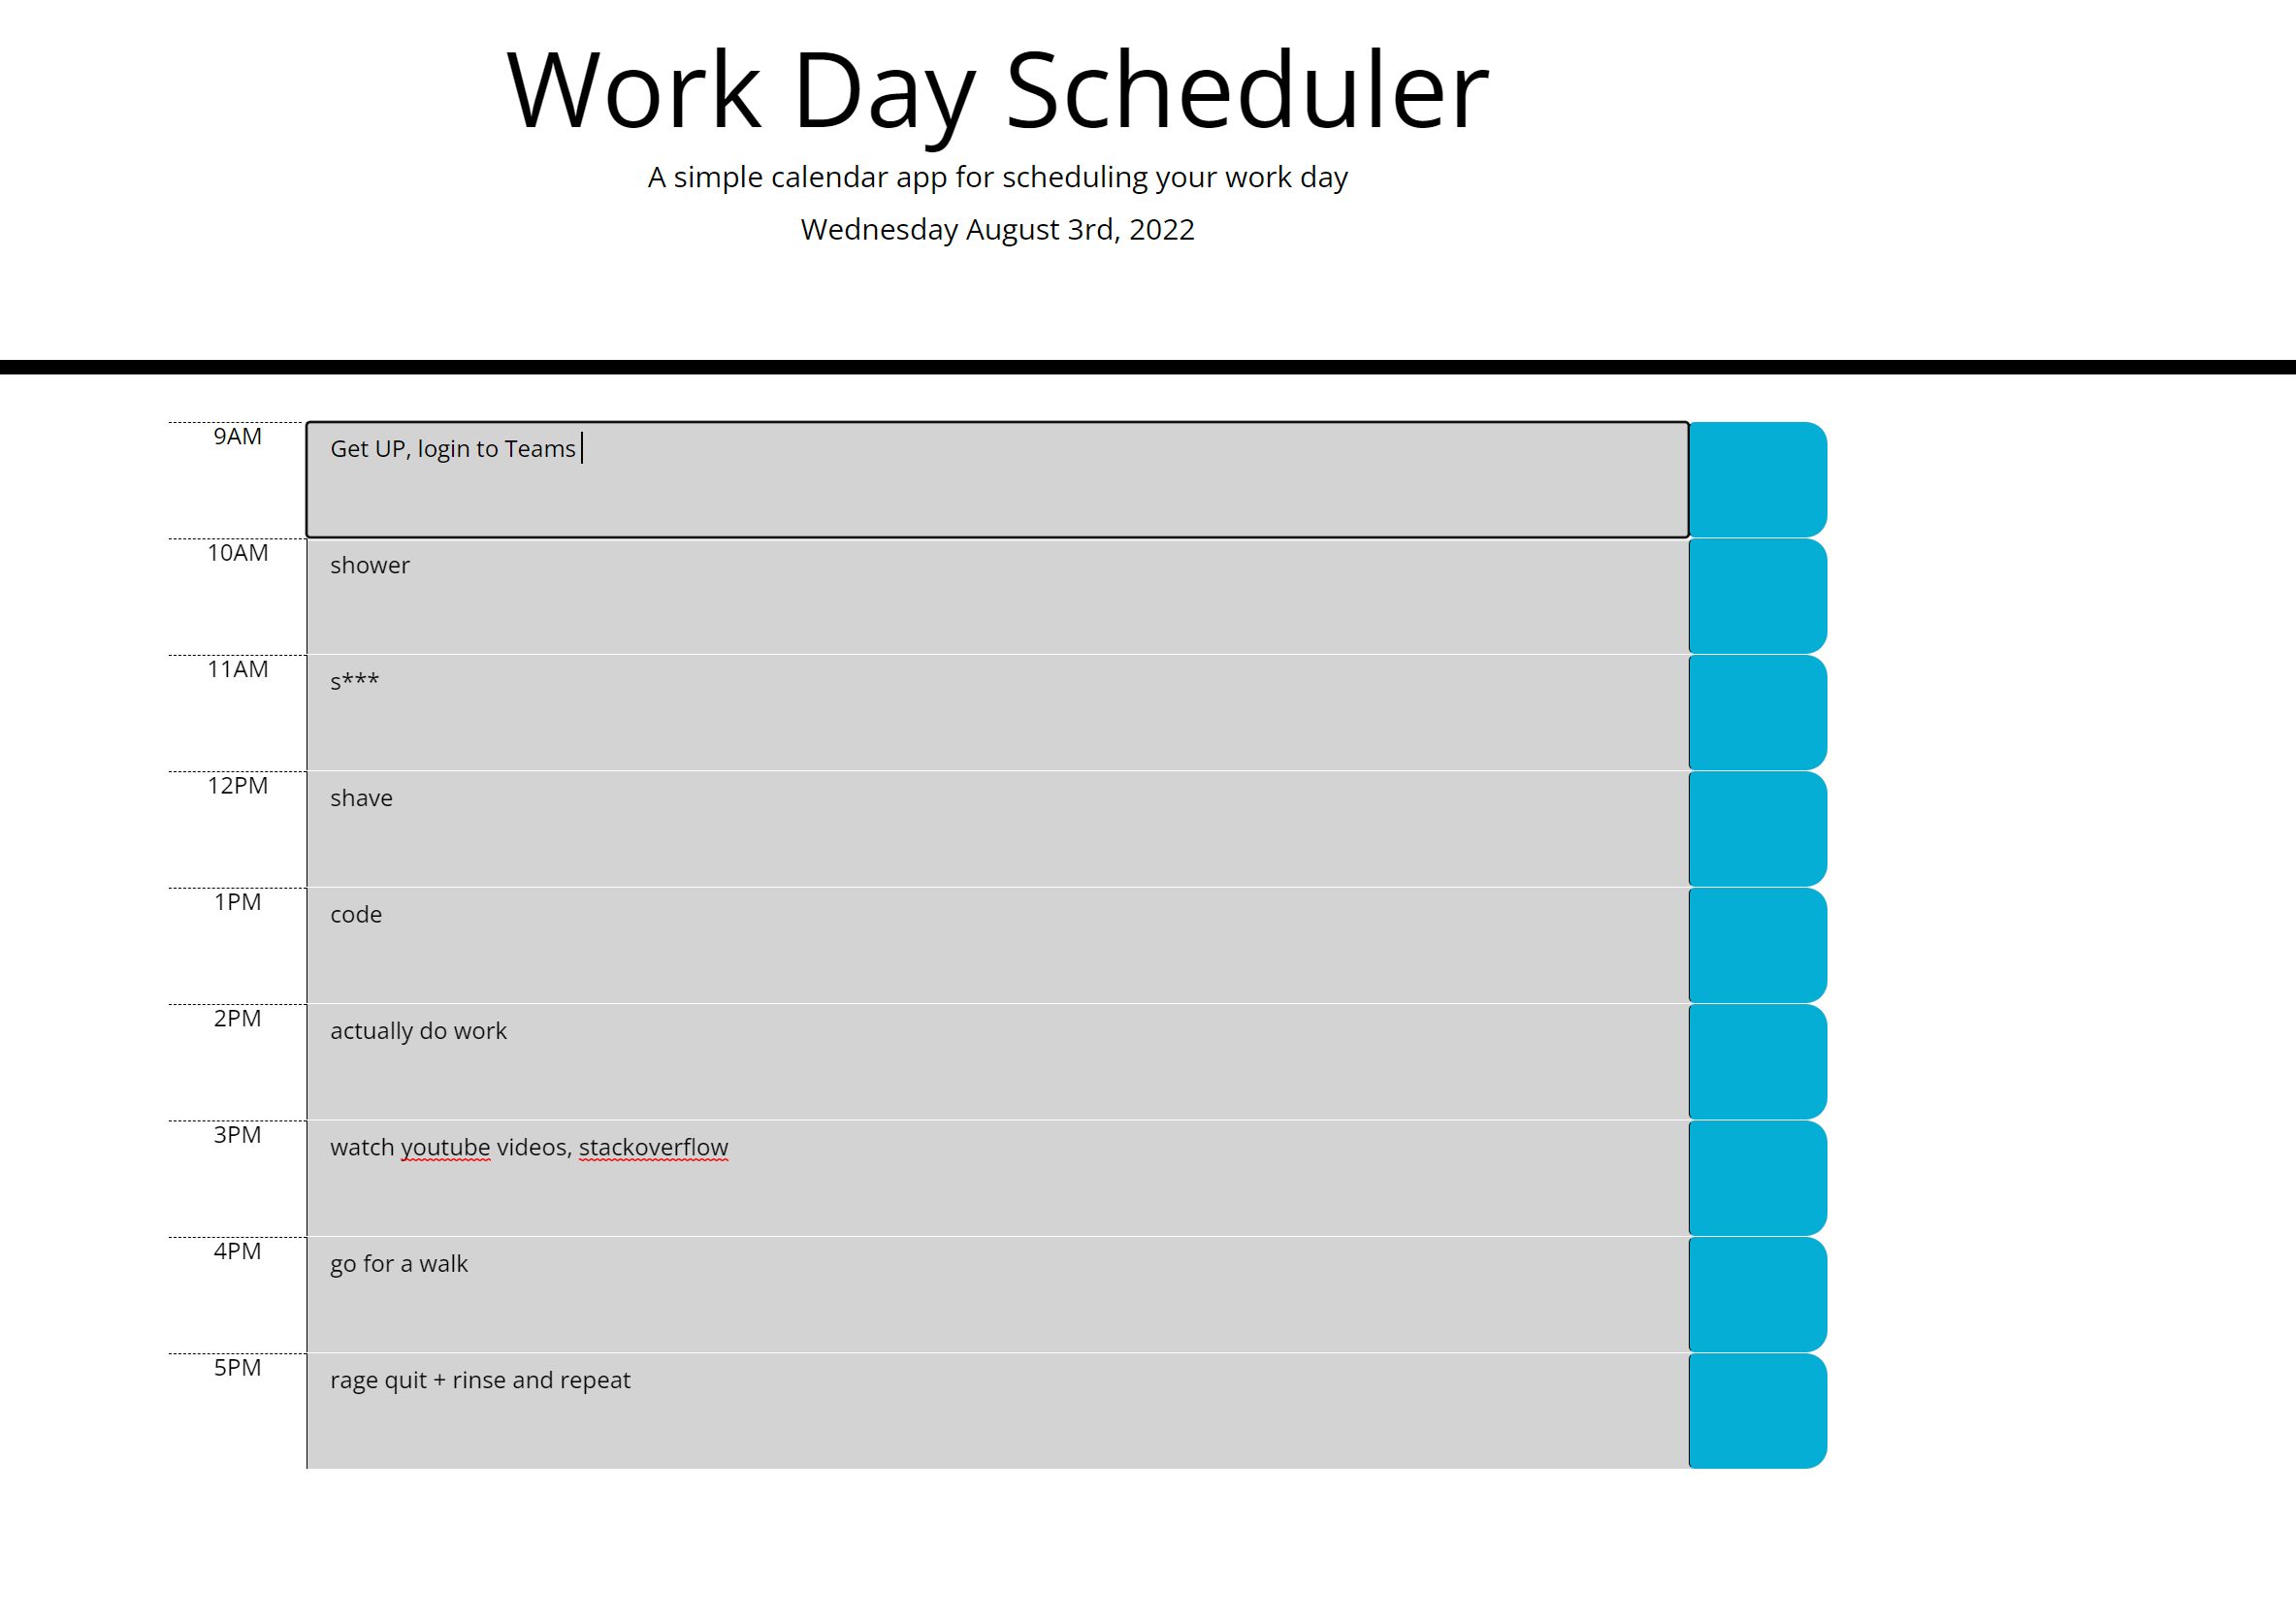 Work Day Scheduler
A simple calendar app for scheduling your work day
Wednesday August 3rd, 2022
9AM
Get UP, login to Teams
10AM
shower
11AM
s***
12PM
shave
1PM
code
2PM
actually do work
3PM
watch youtube videos, stackoverflow
4PM
go for a walk
5PM
rage quit + rinse and repeat